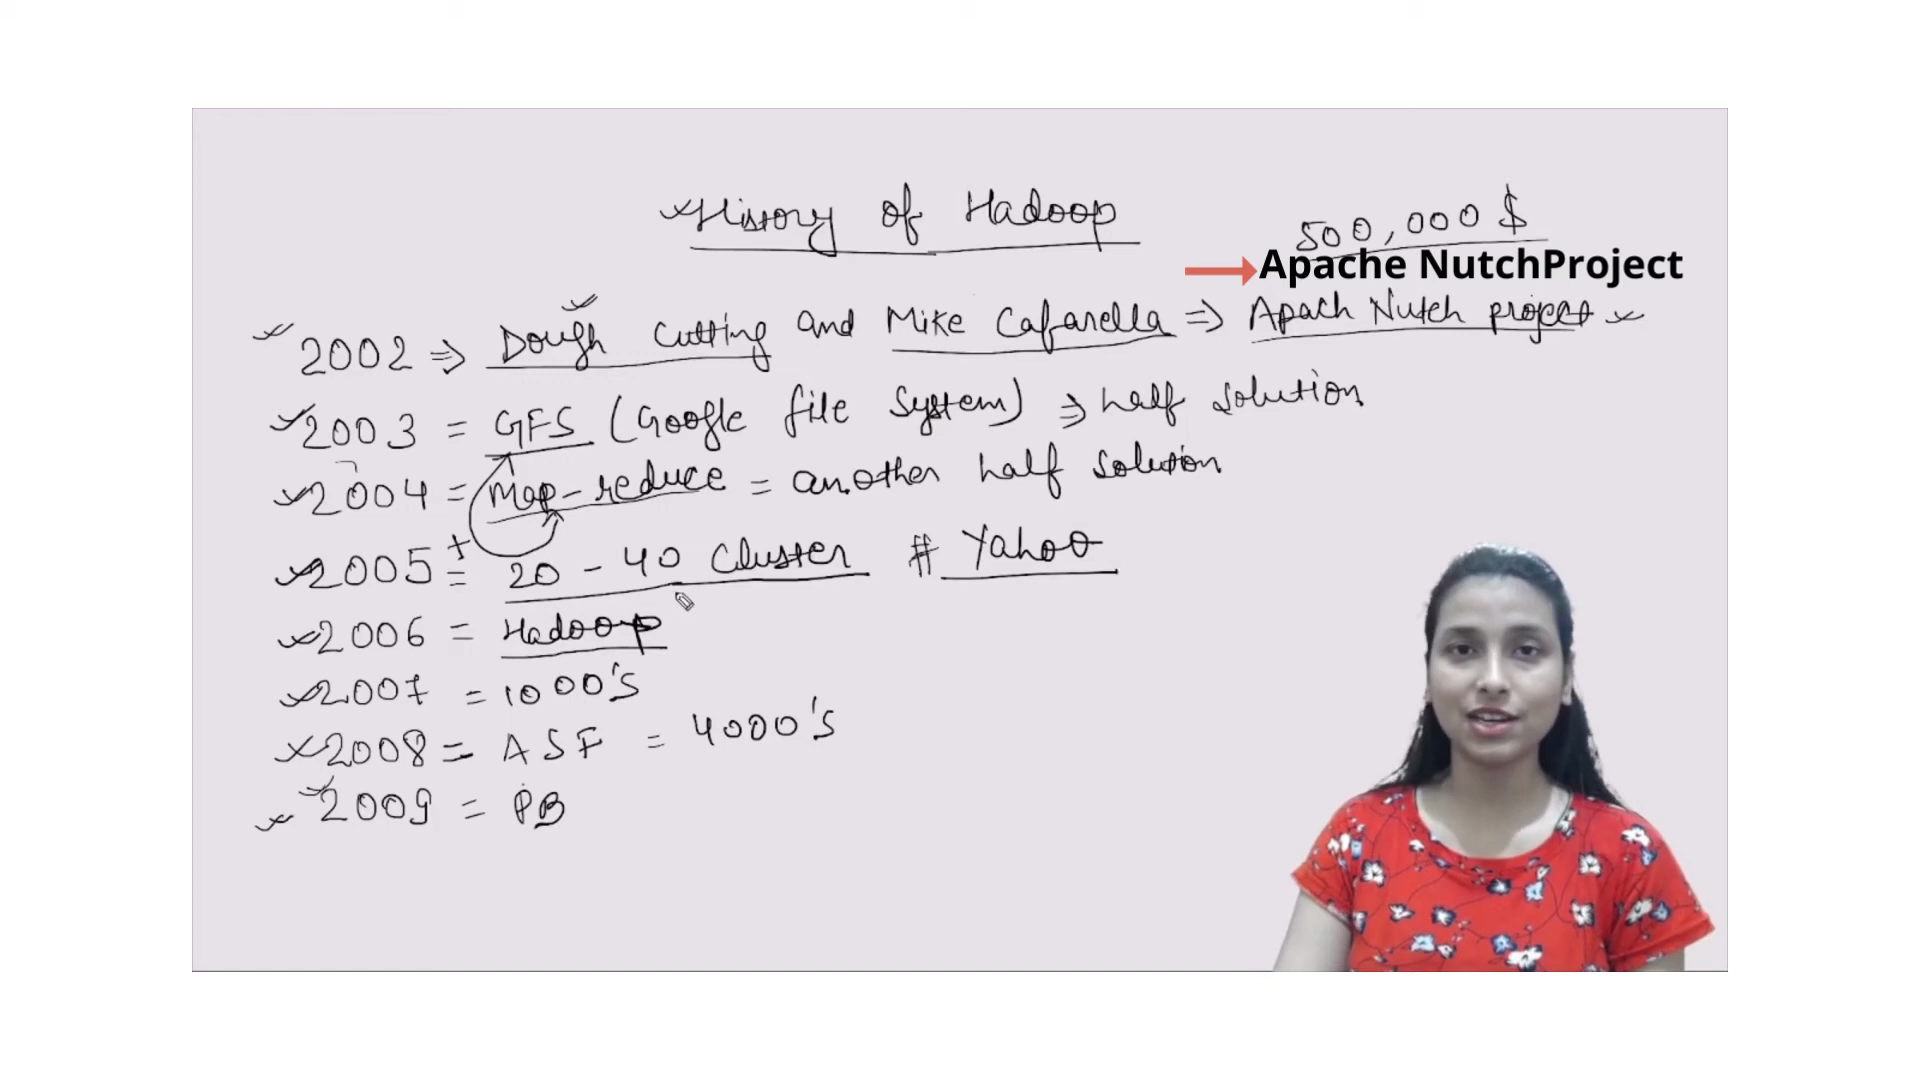 History of Hadoop
500,000 $
Apache NutchProject
2002 ⇒ Dough Cutting and Mike Cafarella ⇒ Apach Nutch project
2003 = GFS (Google file System) ⇒ half solution
2004 = Map-reduce = another half solution
2005 = 20 - 40 Cluster # Yahoo
2006 = Hadoop
2007 = 1000's
2008 = ASF = 4000's
2009 = PB